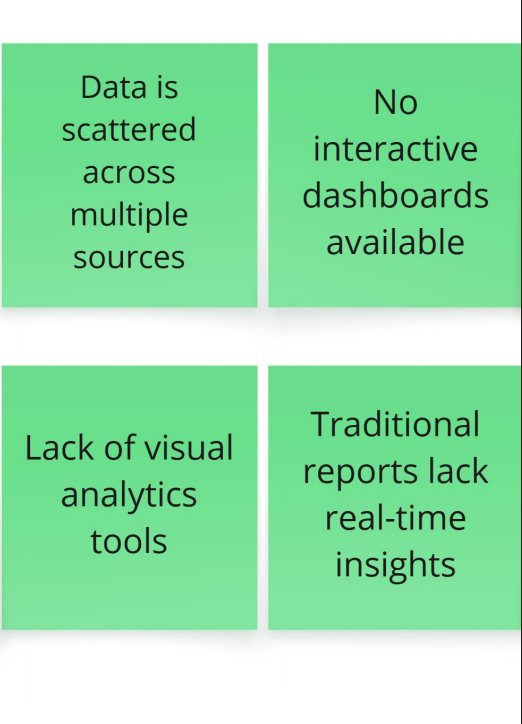 Data is
scattered
across
multiple
sources
No
interactive
dashboards
available
Lack of visual
analytics
tools
Traditional
reports lack
real-time
insights